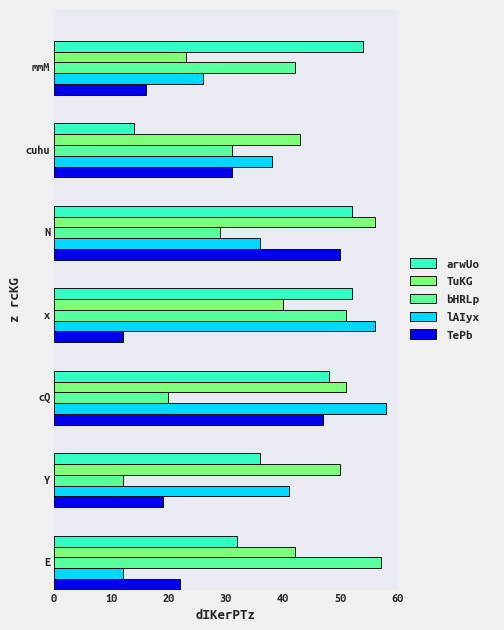 mmM
cuhu
N
x
cQ
Y
E
z rcKG
0 10 20 30 40 50 60
dIKerPTz
arwUo
TuKG
bHRLp
lAIyx
TePb